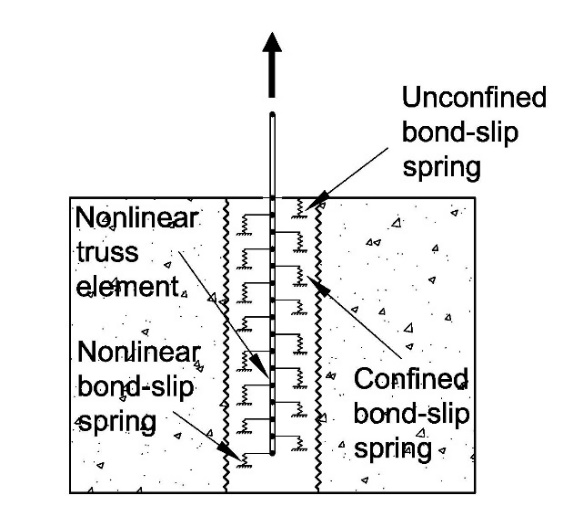 Unconfined
bond-slip
spring
Nonlinear
truss
element
Nonlinear
bond-slip
spring
Confined
bond-slip
spring